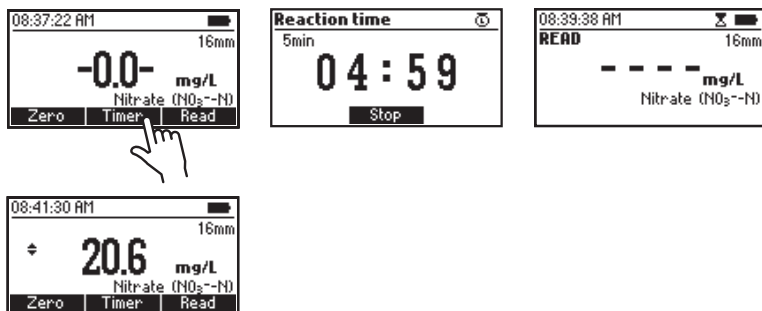 08:37:22 AM
16mm
-0.0- mg/L
Nitrate (NO₃⁻-N)
Zero Timer Read
Reaction time
5min
04:59
Stop
08:39:38 AM
READ 16mm
---- mg/L
Nitrate (NO₃⁻-N)
08:41:30 AM
16mm
20.6 mg/L
Nitrate (NO₃⁻-N)
Zero Timer Read